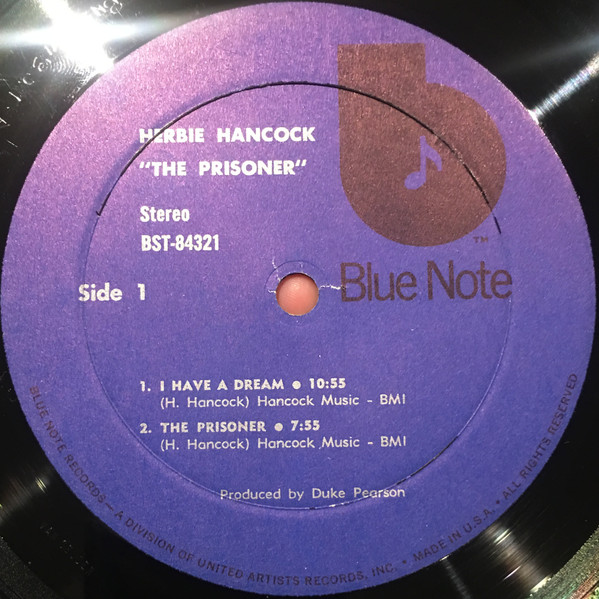 HERBIE HANCOCK
"THE PRISONER"
Stereo
BST-84321
Side 1
TM
Blue Note
1. I HAVE A DREAM ● 10:55
(H. Hancock) Hancock Music - BMI
2. THE PRISONER ● 7:55
(H. Hancock) Hancock Music - BMI
Produced by Duke Pearson
BLUE NOTE RECORDS — A DIVISION OF UNITED ARTISTS RECORDS, INC. • MADE IN U.S.A. • ALL RIGHTS RESERVED